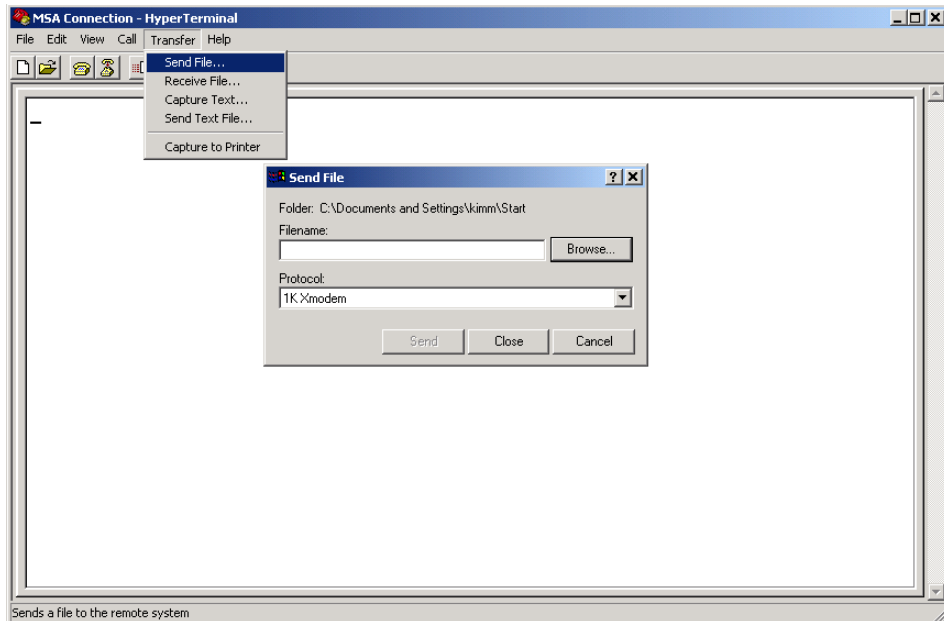 MSA Connection - HyperTerminal
File Edit View Call Transfer Help
Send File...
Receive File...
Capture Text...
Send Text File...
Capture to Printer
Send File
Folder: C:\Documents and Settings\kimm\Start
Filename:
Browse...
Protocol:
1K Xmodem
Send Close Cancel
Sends a file to the remote system